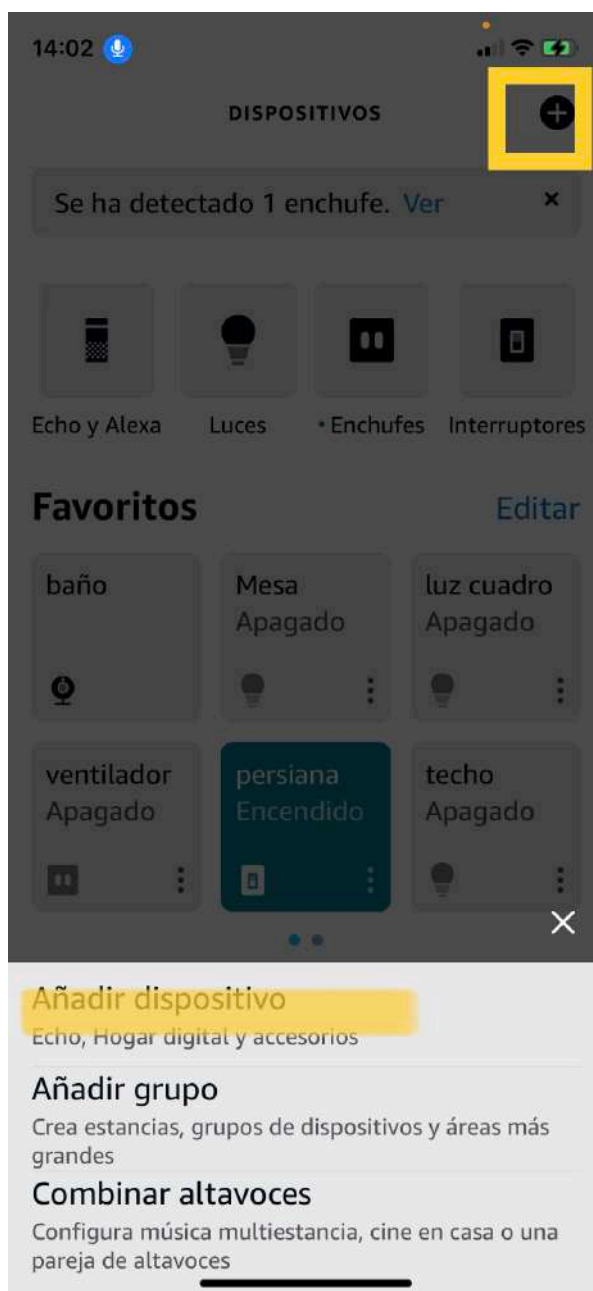 14:02
DISPOSITIVOS
Se ha detectado 1 enchufe. Ver ×
Echo y Alexa Luces • Enchufes Interruptores
Favoritos Editar
baño Mesa luz cuadro
Apagado Apagado
ventilador persiana techo
Apagado Encendido Apagado
Añadir dispositivo
Echo, Hogar digital y accesorios
Añadir grupo
Crea estancias, grupos de dispositivos y áreas más
grandes
Combinar altavoces
Configura música multiestancia, cine en casa o una
pareja de altavoces